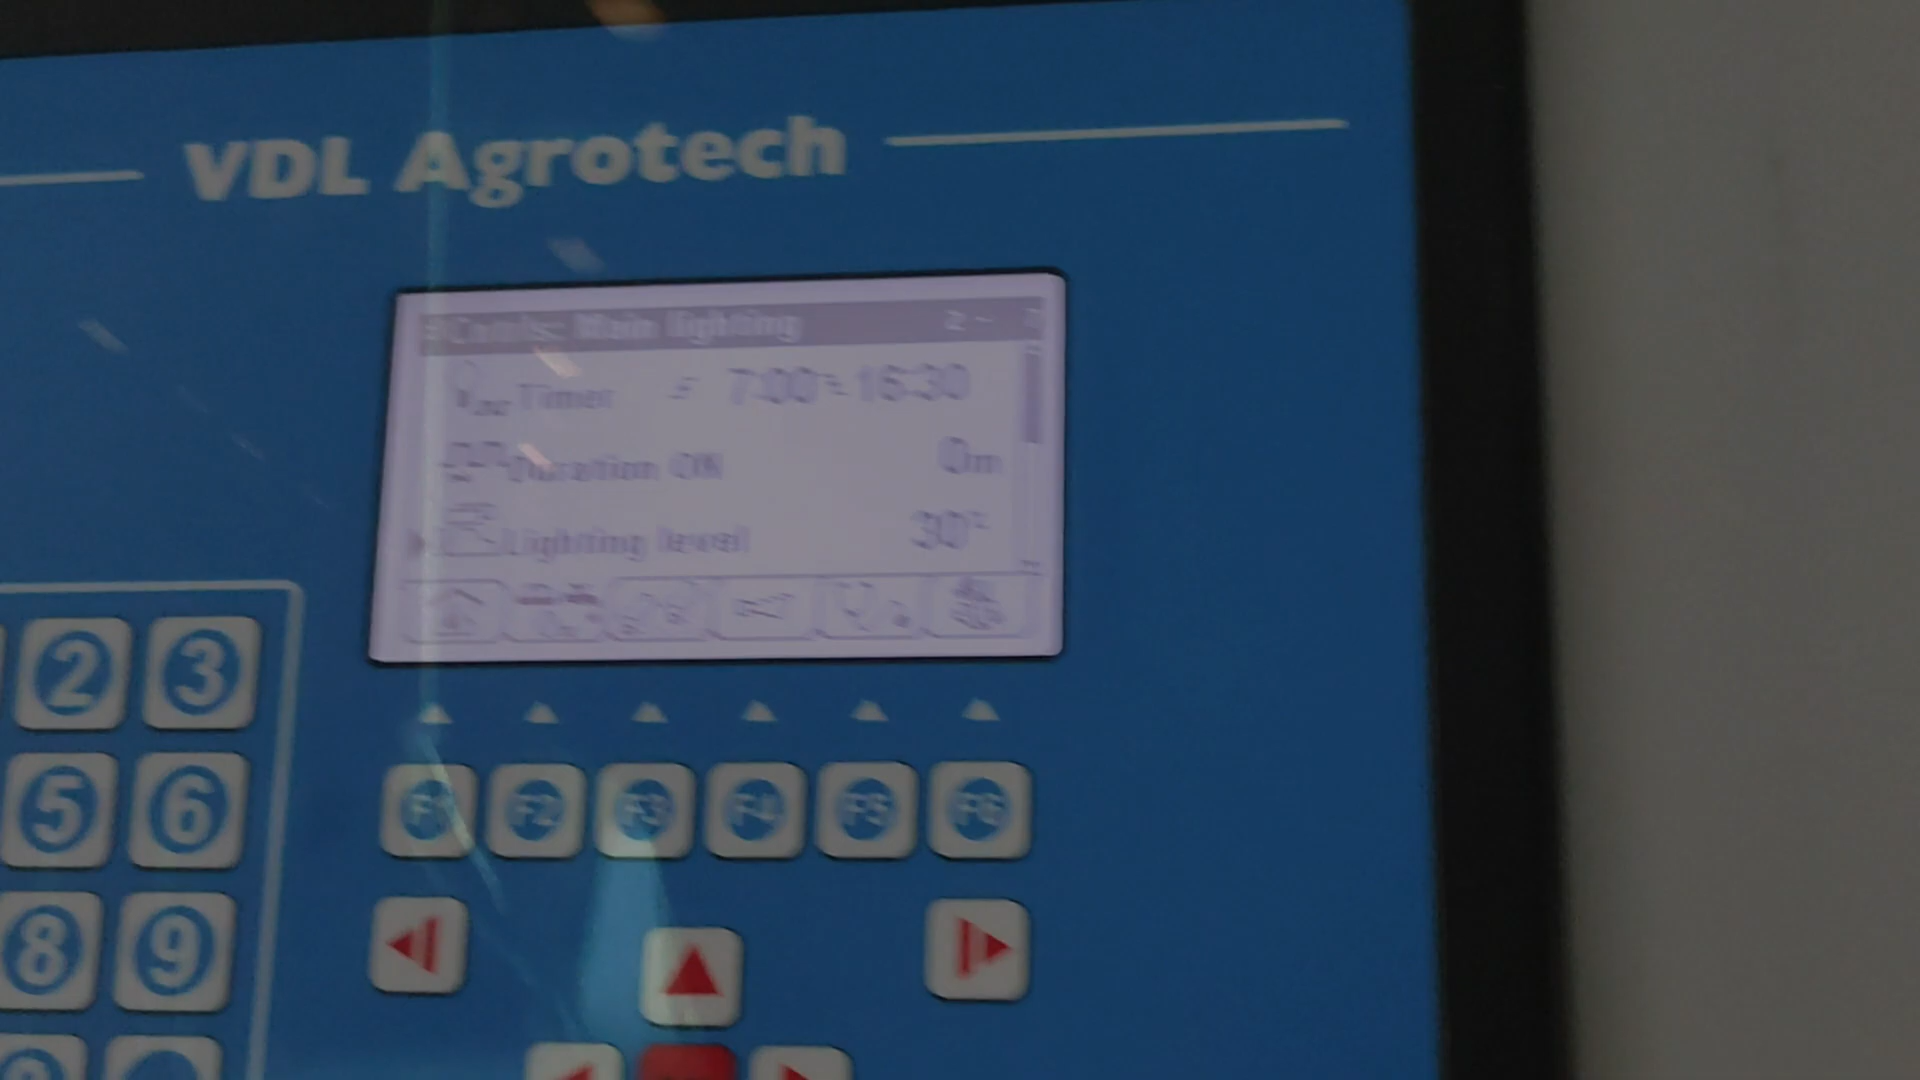 VDL Agrotech
Main lighting
Timer 7:00 16:30
Duration ON 0m
Lighting level 30
2 3
5 6
8 9
F1 F2 F3 F4 F5 F6